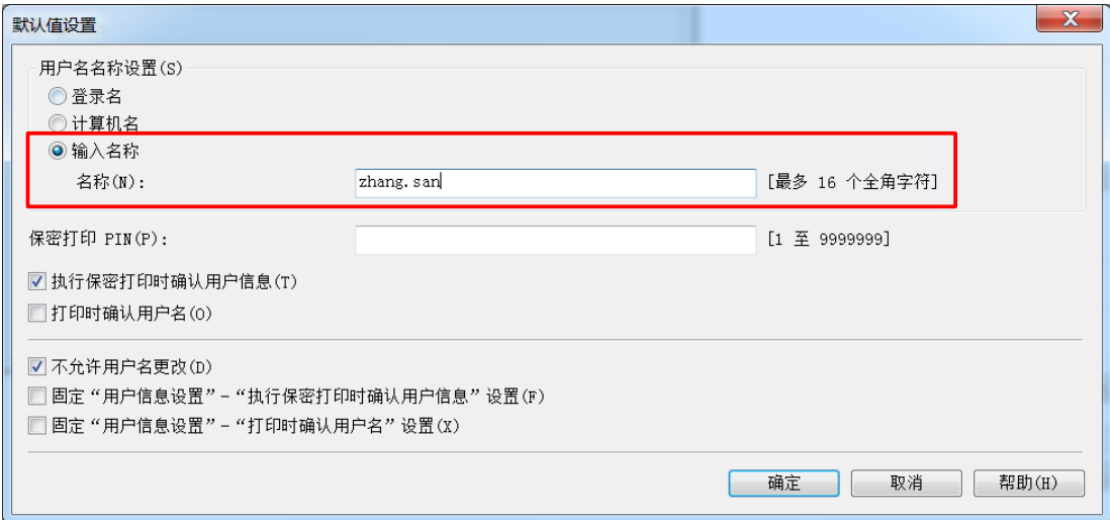 默认值设置
用户名名称设置(S)
登录名
计算机名
输入名称
名称(N): zhang.san [最多 16 个全角字符]
保密打印 PIN(P): [1 至 9999999]
执行保密打印时确认用户信息(T)
打印时确认用户名(O)
不允许用户名更改(D)
固定“用户信息设置”-“执行保密打印时确认用户信息”设置(F)
固定“用户信息设置”-“打印时确认用户名”设置(X)
确定 取消 帮助(H)